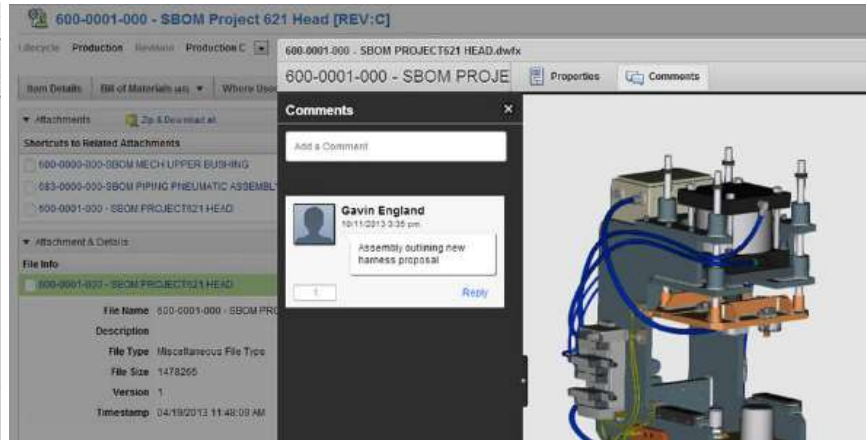 600-0001-000 - SBOM Project 621 Head [REV:C]
Lifecycle Production Revision Production C
Item Details Bill of Materials Where Used
Attachments Zip & Download all
Shortcuts to Related Attachments
600-0000-000-SBOM MECH UPPER BUSHING
683-0000-000-SBOM PIPING PNEUMATIC ASSEMBL
600-0001-000 - SBOM PROJECT621 HEAD
Attachment & Details
File Info
600-0001-000 - SBOM PROJECT621 HEAD
File Name 600-0001-000 - SBOM PRO
Description
File Type Miscellaneous File Type
File Size 1478265
Version 1
Timestamp 04/19/2013 11:48:09 AM
600-0001-000 - SBOM PROJECT621 HEAD.dwfx
600-0001-000 - SBOM PROJE Properties Comments
Comments
Add a Comment
Gavin England
10/11/2013 3:35 pm
Assembly outlining new
harness proposal
1 Reply